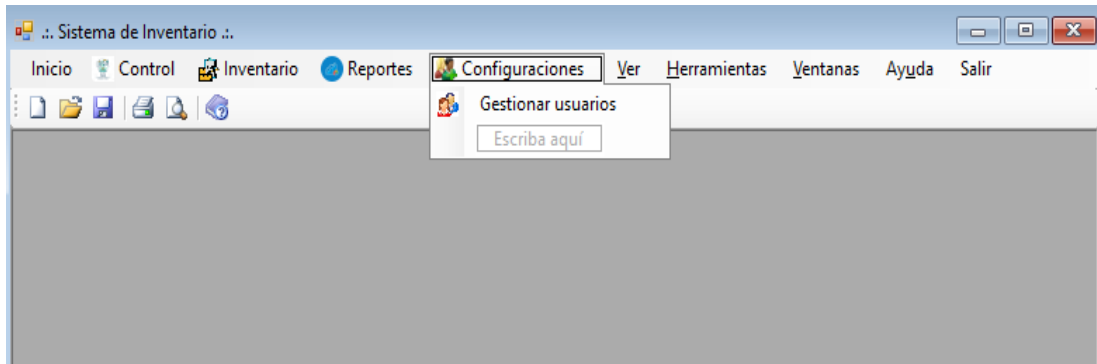 .:. Sistema de Inventario .:.
Inicio Control Inventario Reportes Configuraciones Ver Herramientas Ventanas Ayuda Salir
Gestionar usuarios
Escriba aquí